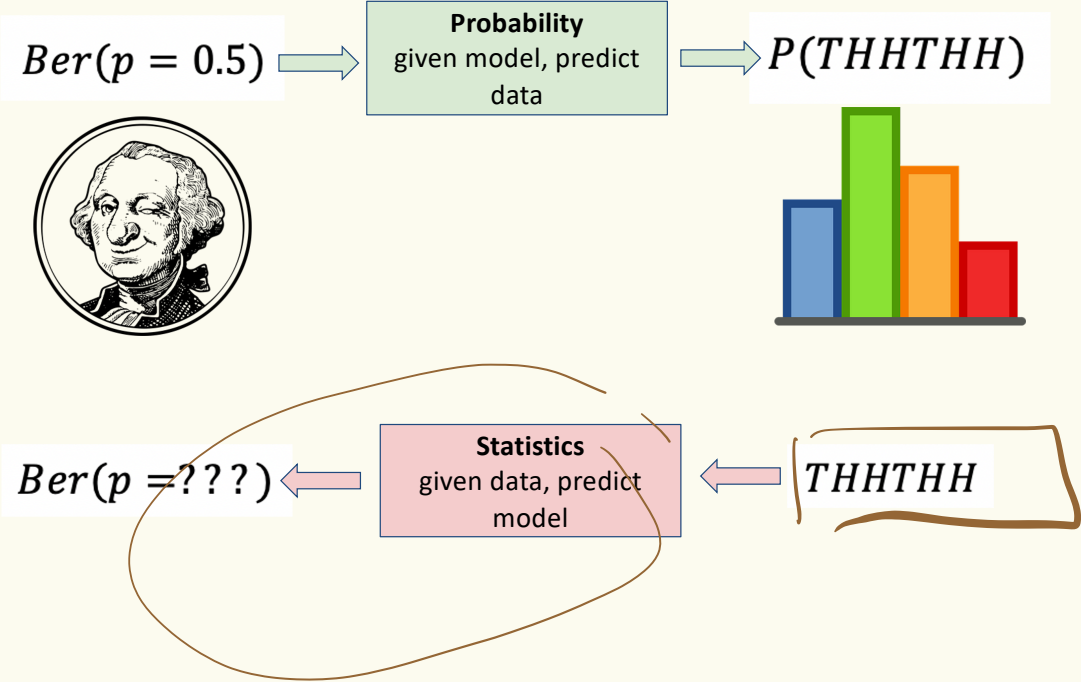 Ber(p = 0.5)
Probability
given model, predict
data
P(THHTHH)
Ber(p =???)
Statistics
given data, predict
model
THHTHH